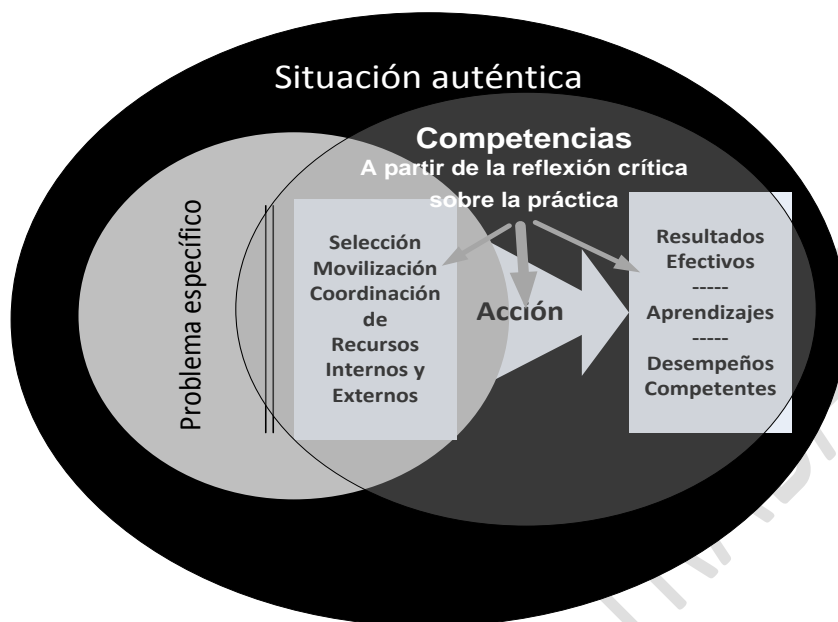 Situación auténtica
Competencias
A partir de la reflexión crítica
sobre la práctica
Problema específico
Selección
Movilización
Coordinación
de
Recursos
Internos y
Externos
Acción
Resultados
Efectivos
-----
Aprendizajes
-----
Desempeños
Competentes